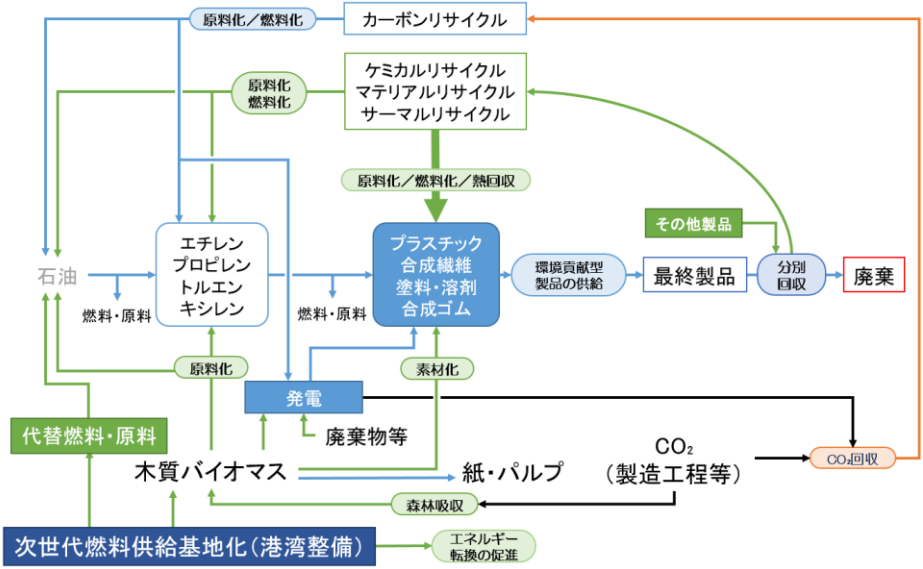 原料化／燃料化
カーボンリサイクル
原料化
燃料化
ケミカルリサイクル
マテリアルリサイクル
サーマルリサイクル
原料化／燃料化／熱回収
その他製品
石油
燃料・原料
エチレン
プロピレン
トルエン
キシレン
燃料・原料
プラスチック
合成繊維
塗料・溶剤
合成ゴム
環境貢献型
製品の供給
最終製品
分別
回収
廃棄
原料化
素材化
発電
代替燃料・原料
廃棄物等
木質バイオマス
紙・パルプ
CO₂
（製造工程等）
CO₂回収
森林吸収
次世代燃料供給基地化（港湾整備）
エネルギー
転換の促進